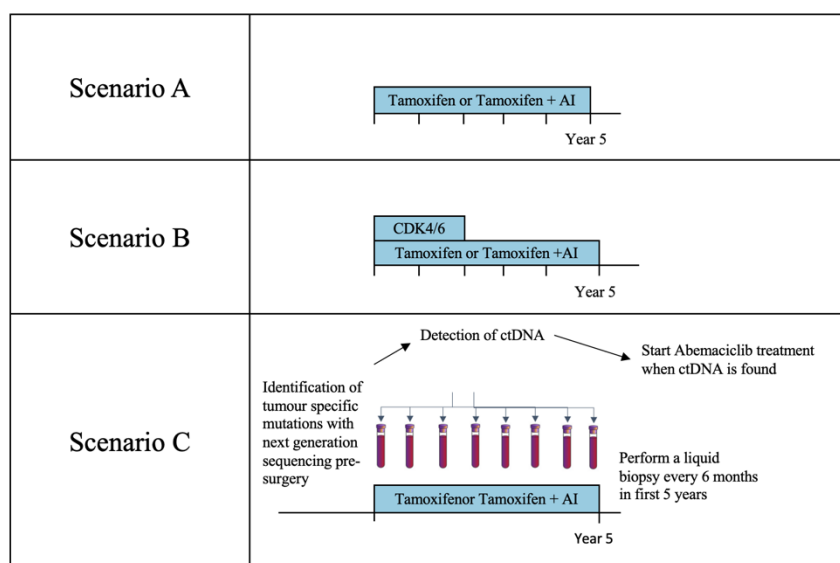 Scenario A
Tamoxifen or Tamoxifen + AI
Year 5
Scenario B
CDK4/6
Tamoxifen or Tamoxifen +AI
Year 5
Scenario C
Detection of ctDNA
Start Abemaciclib treatment
when ctDNA is found
Identification of
tumour specific
mutations with
next generation
sequencing pre-
surgery
Perform a liquid
biopsy every 6 months
in first 5 years
Tamoxifenor Tamoxifen + AI
Year 5